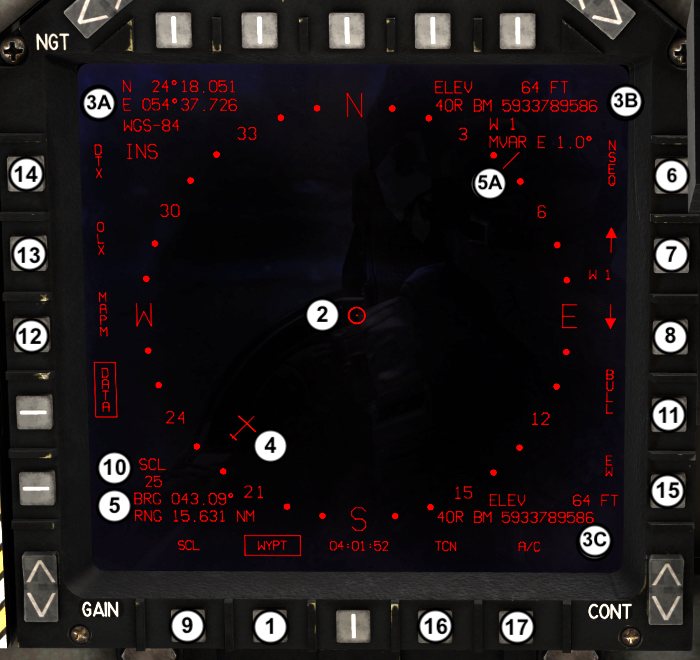 NGT
N 24°18.051
E 054°37.726
WGS-84
INS
ELEV 64 FT
40R BM 5933789586
W 1
MVAR E 1.0°
3A
3B
5A
N
3
6
E
12
15
S
21
24
W
30
33
2
4
DTX
OLX
MAPM
DATA
NSEQ
W 1
BULL
EW
14
13
12
6
7
8
11
15
10
SCL
25
5
BRG 043.09°
RNG 15.631 NM
ELEV 64 FT
40R BM 5933789586
3C
SCL
WYPT
04:01:52
TCN
A/C
GAIN
CONT
9
1
16
17